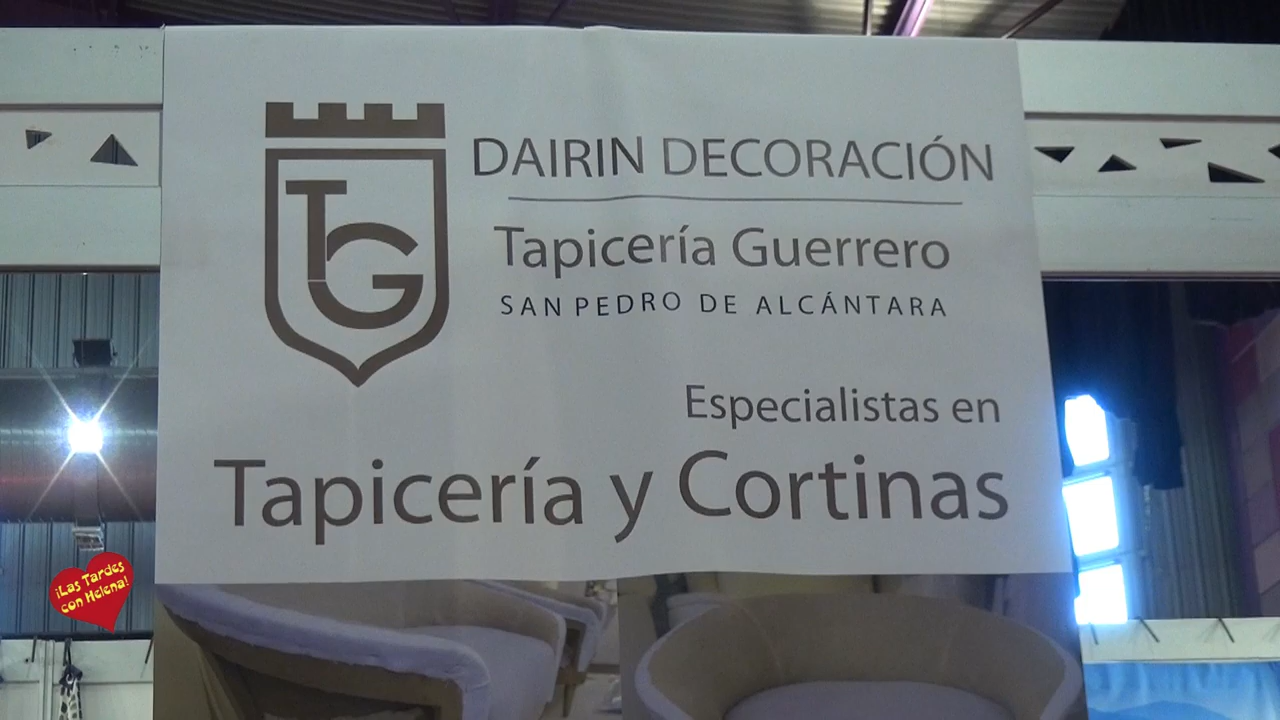 TG
DAIRIN DECORACIÓN
Tapicería Guerrero
SAN PEDRO DE ALCÁNTARA
Especialistas en
Tapicería y Cortinas
¡Las Tardes
con Helena!